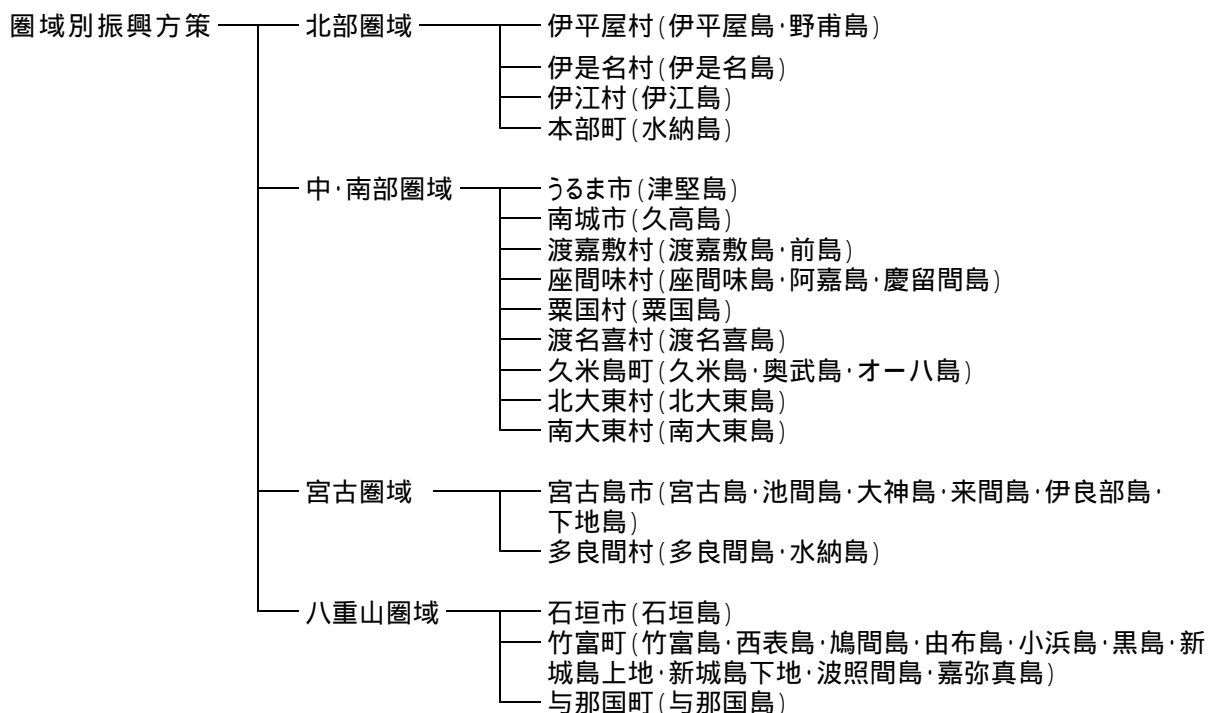 圏域別振興方策
北部圏域
伊平屋村(伊平屋島・野甫島)
伊是名村(伊是名島)
伊江村(伊江島)
本部町(水納島)
中・南部圏域
うるま市(津堅島)
南城市(久高島)
渡嘉敷村(渡嘉敷島・前島)
座間味村(座間味島・阿嘉島・慶留間島)
粟国村(粟国島)
渡名喜村(渡名喜島)
久米島町(久米島・奥武島・オーハ島)
北大東村(北大東島)
南大東村(南大東島)
宮古圏域
宮古島市(宮古島・池間島・大神島・来間島・伊良部島・
下地島)
多良間村(多良間島・水納島)
八重山圏域
石垣市(石垣島)
竹富町(竹富島・西表島・鳩間島・由布島・小浜島・黒島・新
城島上地・新城島下地・波照間島・嘉弥真島)
与那国町(与那国島)